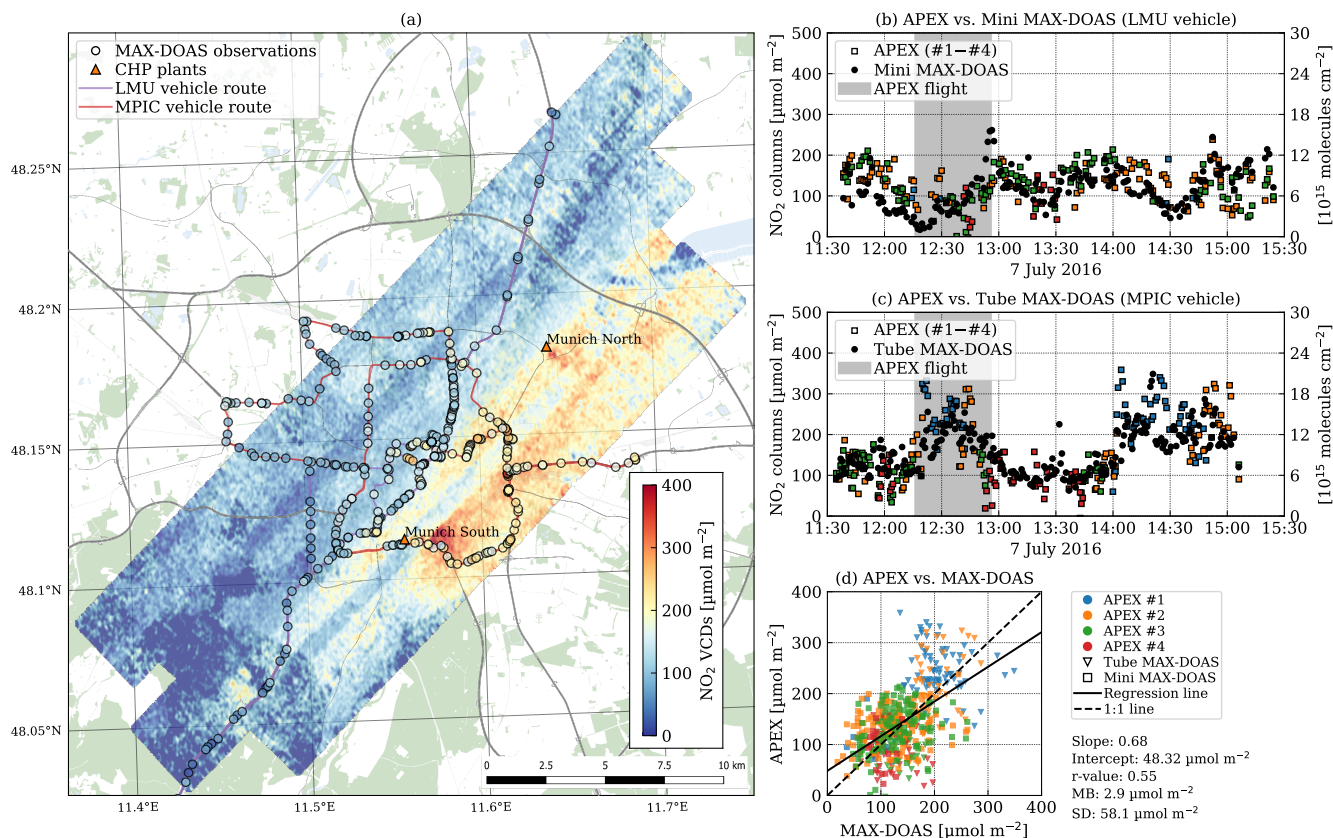 (a)
MAX-DOAS observations
CHP plants
LMU vehicle route
MPIC vehicle route
48.25°N
48.2°N
48.15°N
48.1°N
48.05°N
Munich North
Munich South
400
300
200
100
0
NO₂ VCDs [µmol m⁻²]
0 2.5 5.0 7.5 10 km
11.4°E 11.5°E 11.6°E 11.7°E
(b) APEX vs. Mini MAX-DOAS (LMU vehicle)
APEX (#1−#4)
Mini MAX-DOAS
APEX flight
NO₂ columns [µmol m⁻²]
500
400
300
200
100
0
30
24
18
12
6
0
[10¹⁵ molecules cm⁻²]
11:30 12:00 12:30 13:00 13:30 14:00 14:30 15:00 15:30
7 July 2016
(c) APEX vs. Tube MAX-DOAS (MPIC vehicle)
APEX (#1−#4)
Tube MAX-DOAS
APEX flight
NO₂ columns [µmol m⁻²]
500
400
300
200
100
0
30
24
18
12
6
0
[10¹⁵ molecules cm⁻²]
11:30 12:00 12:30 13:00 13:30 14:00 14:30 15:00 15:30
7 July 2016
(d) APEX vs. MAX-DOAS
APEX [µmol m⁻²]
400
300
200
100
0
0 100 200 300 400
MAX-DOAS [µmol m⁻²]
APEX #1
APEX #2
APEX #3
APEX #4
Tube MAX-DOAS
Mini MAX-DOAS
Regression line
1:1 line
Slope: 0.68
Intercept: 48.32 µmol m⁻²
r-value: 0.55
MB: 2.9 µmol m⁻²
SD: 58.1 µmol m⁻²